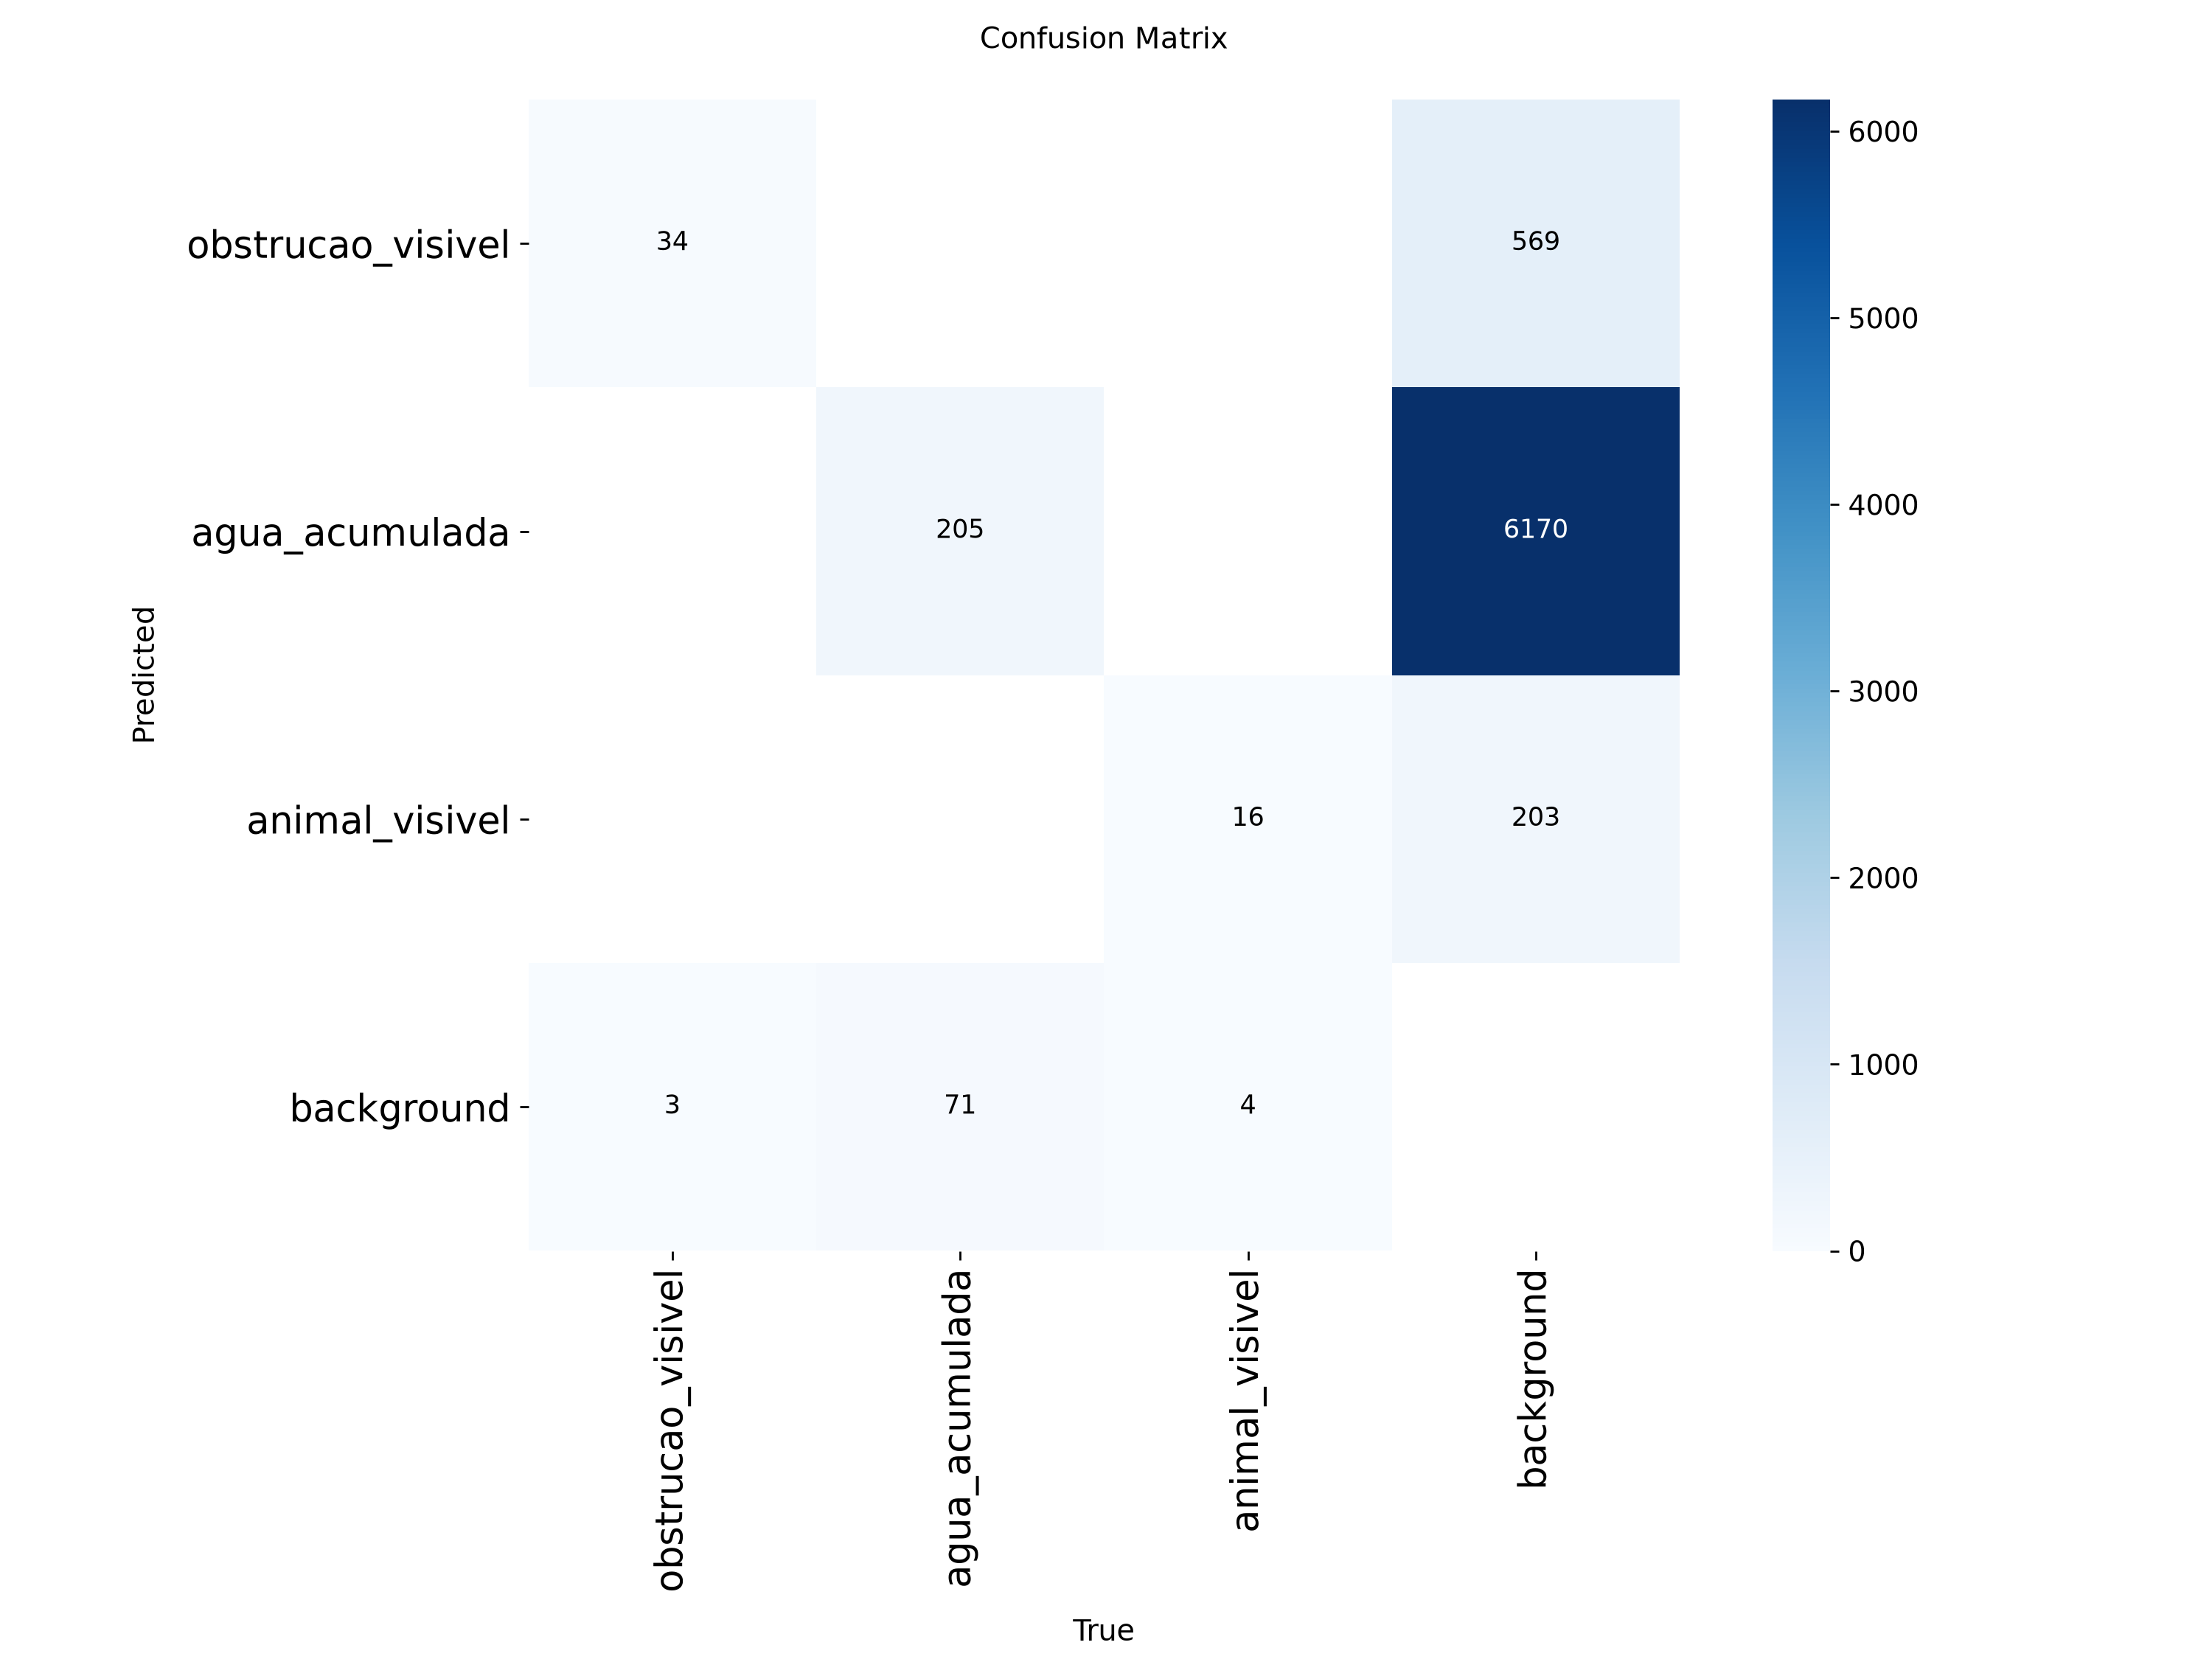 Confusion Matrix
obstrucao_visivel
34
569
agua_acumulada
205
6170
animal_visivel
16
203
background
3
71
4
Predicted
obstrucao_visivel
agua_acumulada
animal_visivel
background
True
6000
5000
4000
3000
2000
1000
0